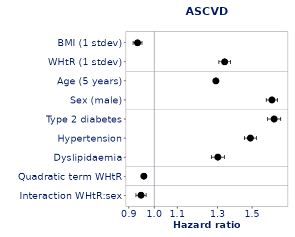 ASCVD
BMI (1 stdev)
WHtR (1 stdev)
Age (5 years)
Sex (male)
Type 2 diabetes
Hypertension
Dyslipidaemia
Quadratic term WHtR
Interaction WHtR:sex
0.9 1.0 1.1 1.3 1.5
Hazard ratio